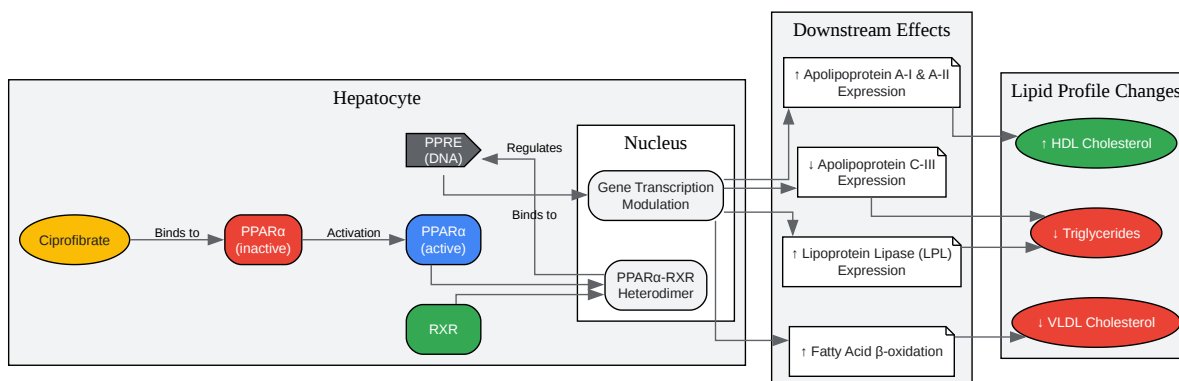 Downstream Effects
↑ Apolipoprotein A-I & A-II
Expression
Lipid Profile Changes
Hepatocyte
PPRE
(DNA)
Regulates
Nucleus
↑ HDL Cholesterol
↓ Apolipoprotein C-III
Expression
Gene Transcription
Modulation
Binds to
Ciprofibrate
Binds to
PPARα
(inactive)
Activation
PPARα
(active)
↓ Triglycerides
↑ Lipoprotein Lipase (LPL)
Expression
PPARα-RXR
Heterodimer
RXR
↓ VLDL Cholesterol
↑ Fatty Acid β-oxidation